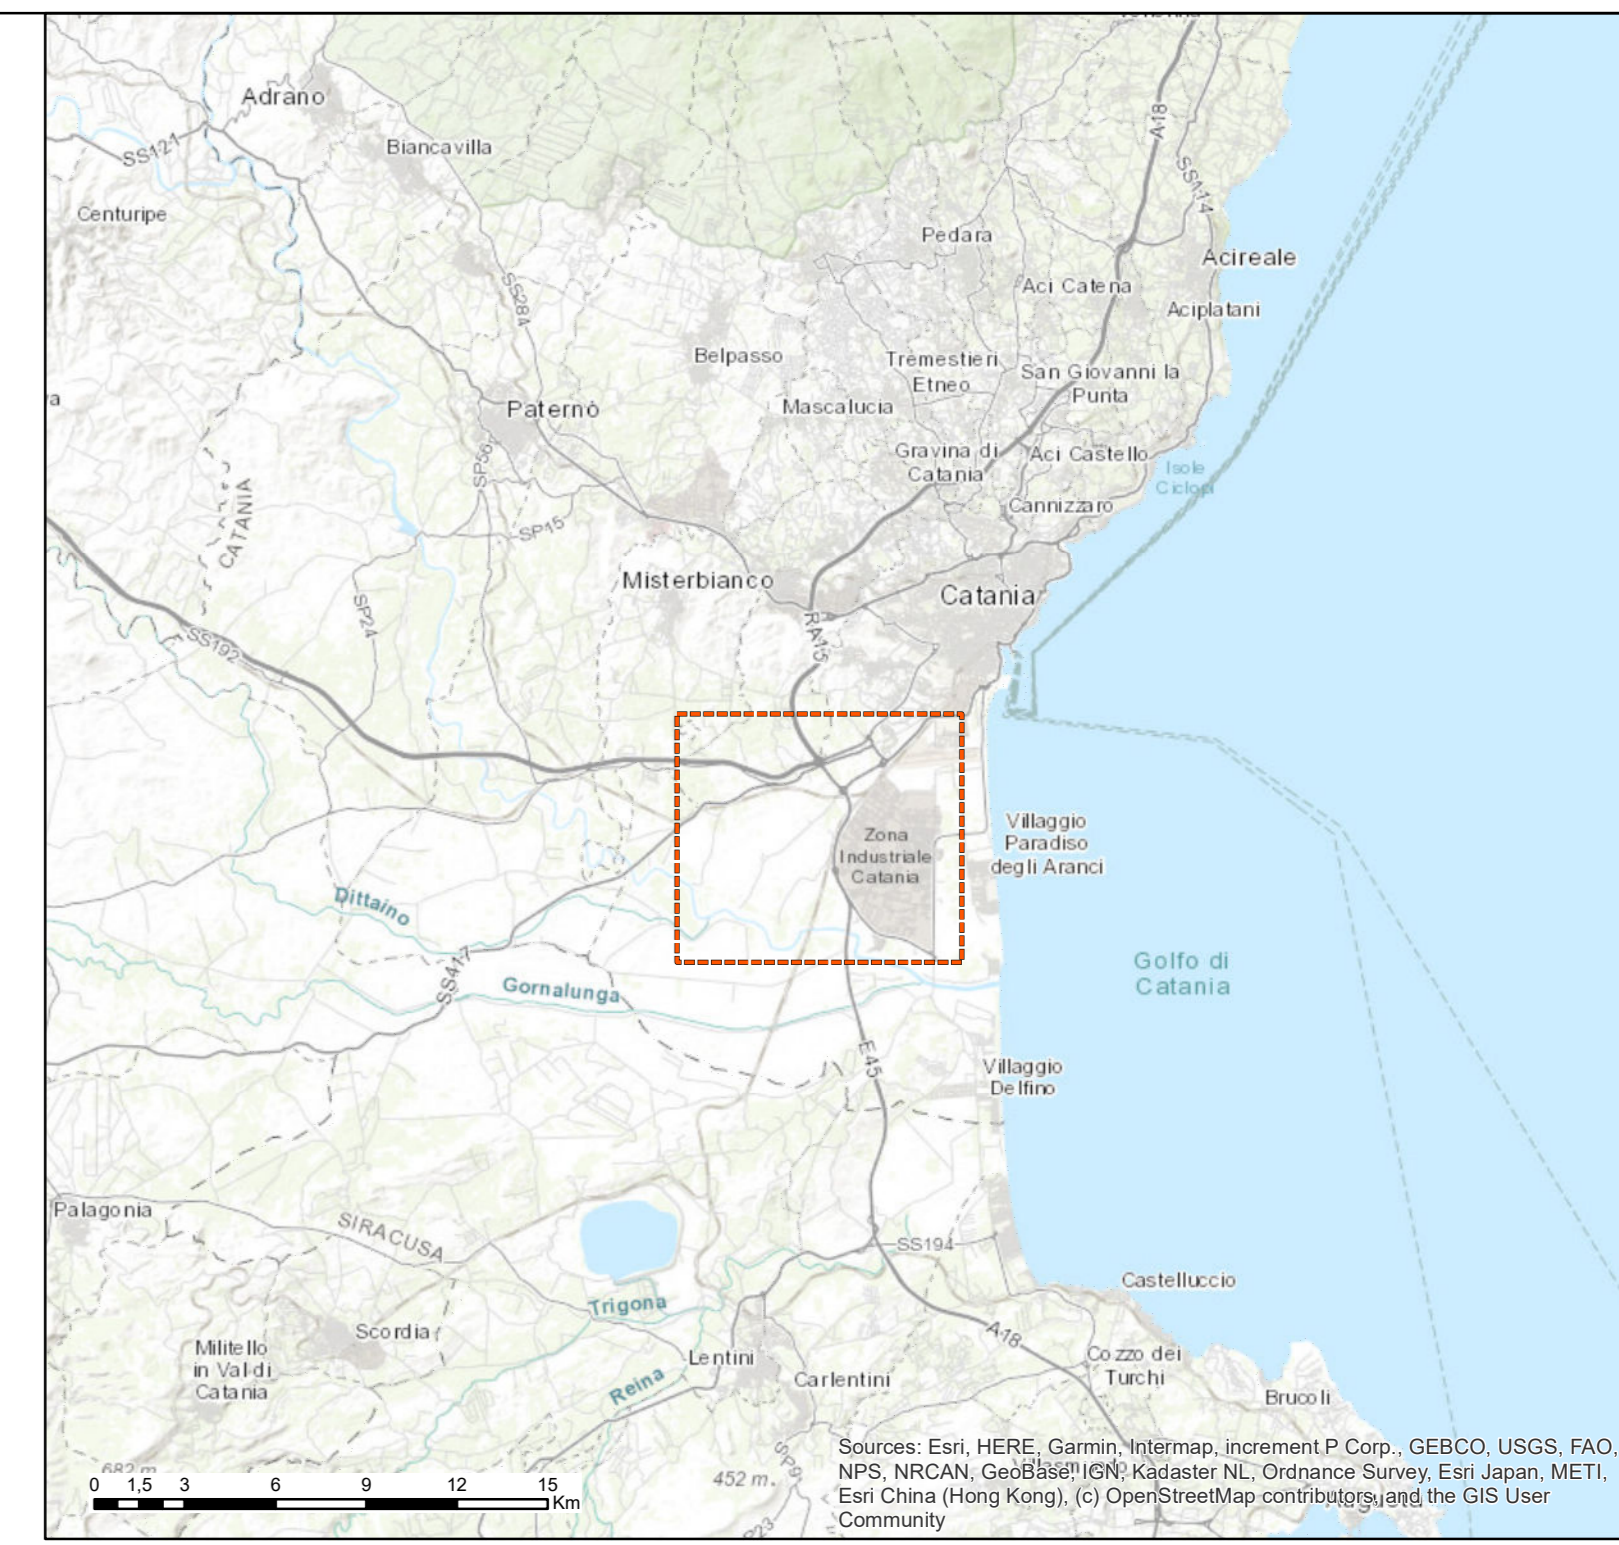 Adrano
A18
Biancavilla
SS121
SS114
Centuripe
Pedara
Acireale
Aci Catena
SS284
Aciplatani
Belpasso
Tremestieri
Etneo
San Giovanni la
Punta
Paternò
Mascalucia
Gravina di
Catania
Aci Castello
Isole
Ciclopi
SP56
Cannizzaro
CATANIA
SP15
Misterbianco
Catania
SP24
RA15
SS192
Zona
Industriale
Catania
Villaggio
Paradiso
degli Aranci
Dittaino
SS417
Gornalunga
Golfo di
Catania
E45
Villaggio
Delfino
Palagonia
SIRACUSA
SS194
Castelluccio
Trigona
Scordia
A18
Militello
in Val di
Catania
Lentini
Reina
Carlentini
Cozzo dei
Turchi
Brucoli
682 m
452 m
SP9
P23
0 1,5 3 6 9 12 15
Km
Sources: Esri, HERE, Garmin, Intermap, increment P Corp., GEBCO, USGS, FAO,
NPS, NRCAN, GeoBase, IGN, Kadaster NL, Ordnance Survey, Esri Japan, METI,
Esri China (Hong Kong), (c) OpenStreetMap contributors, and the GIS User
Community